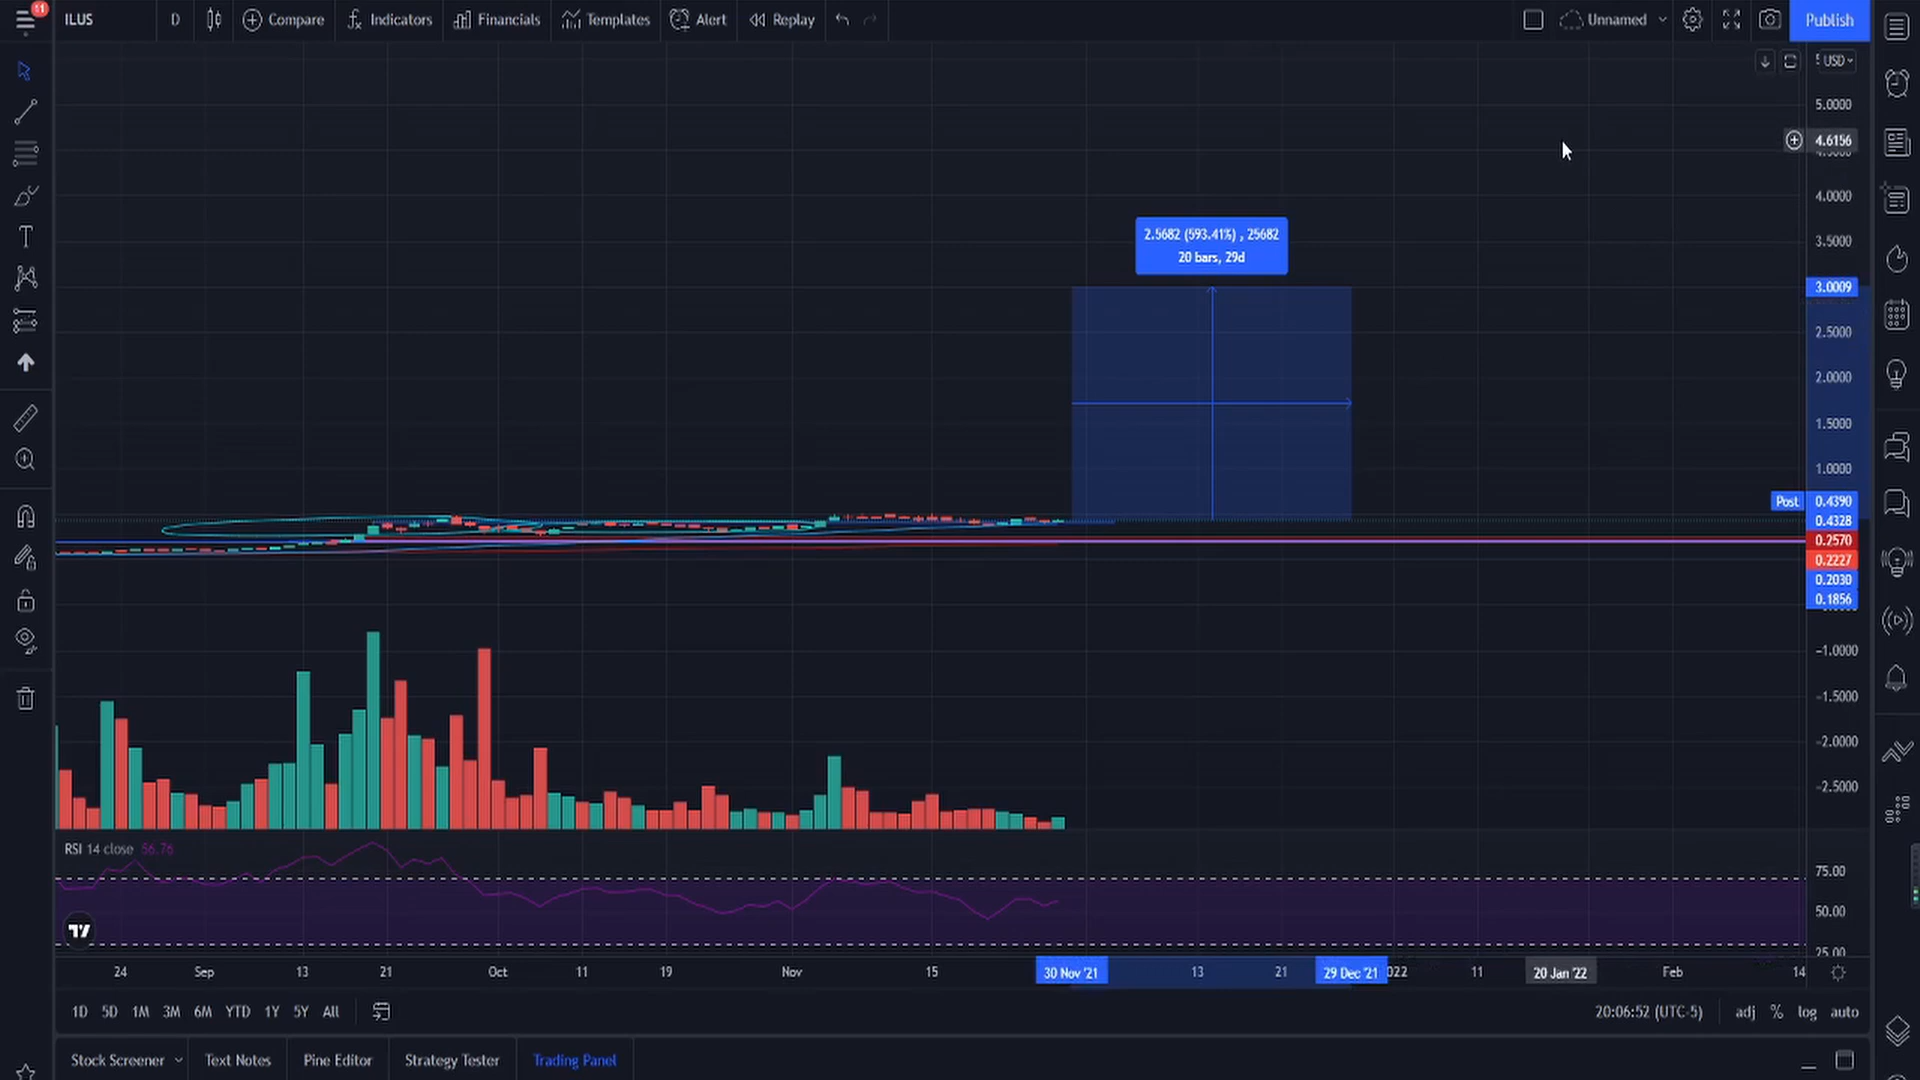 11
ILUS
D
Compare
Indicators
Financials
Templates
Alert
Replay
Unnamed
Publish
USD
5.0000
4.6156
4.0000
3.5000
3.0009
2.5000
2.0000
1.5000
1.0000
Post
0.4390
0.4328
0.2570
0.2227
0.2030
0.1856
-1.0000
-1.5000
-2.0000
-2.5000
2.5682 (593.41%) , 25682
20 bars, 29d
RSI 14 close 56.76
75.00
50.00
25.00
24 Sep 13 21 Oct 11 19 Nov 15 30 Nov '21 13 21 29 Dec '21 022 11 20 Jan '22 Feb 14
1D 5D 1M 3M 6M YTD 1Y 5Y All
20:06:52 (UTC-5)
adj % log auto
Stock Screener
Text Notes
Pine Editor
Strategy Tester
Trading Panel